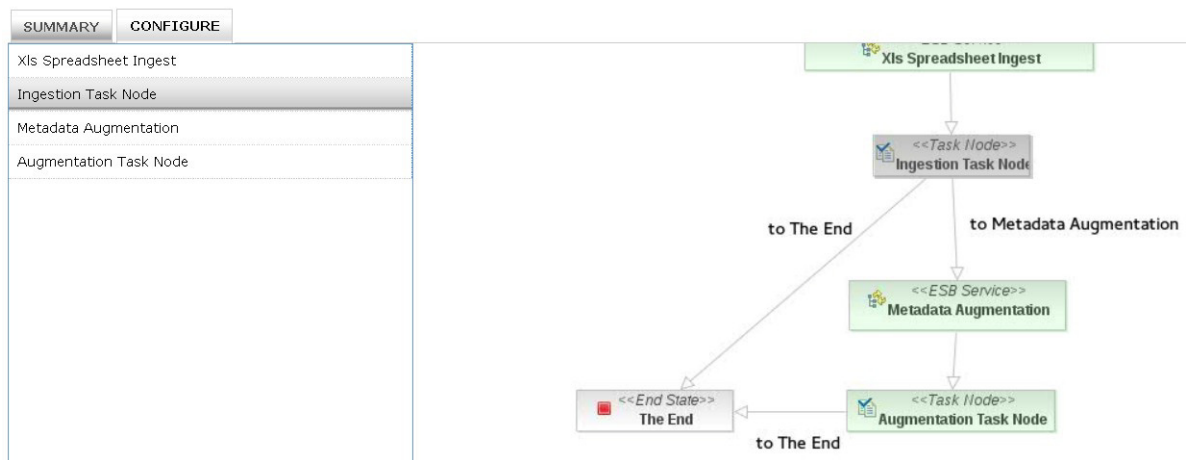 SUMMARY
CONFIGURE
Xls Spreadsheet Ingest
Ingestion Task Node
Metadata Augmentation
Augmentation Task Node
Xls Spreadsheet Ingest
<<Task Node>>
Ingestion Task Node
to The End
to Metadata Augmentation
<<ESB Service>>
Metadata Augmentation
<<End State>>
The End
<<Task Node>>
Augmentation Task Node
to The End